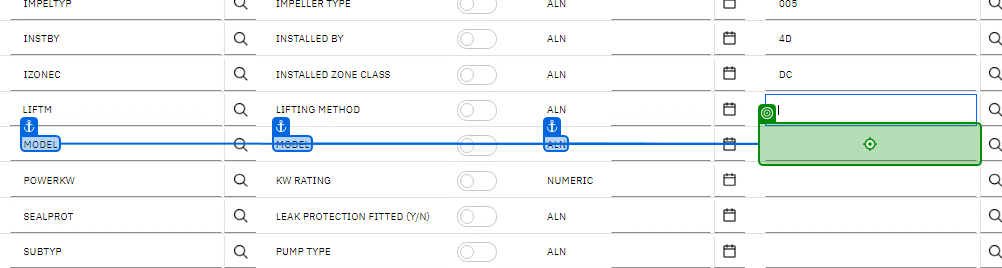 IMPELTYP IMPELLER TYPE ALN 005
INSTBY INSTALLED BY ALN 4D
IZONEC INSTALLED ZONE CLASS ALN DC
LIFTM LIFTING METHOD ALN
MODEL MODEL ALN
POWERKW KW RATING NUMERIC
SEALPROT LEAK PROTECTION FITTED (Y/N) ALN
SUBTYP PUMP TYPE ALN